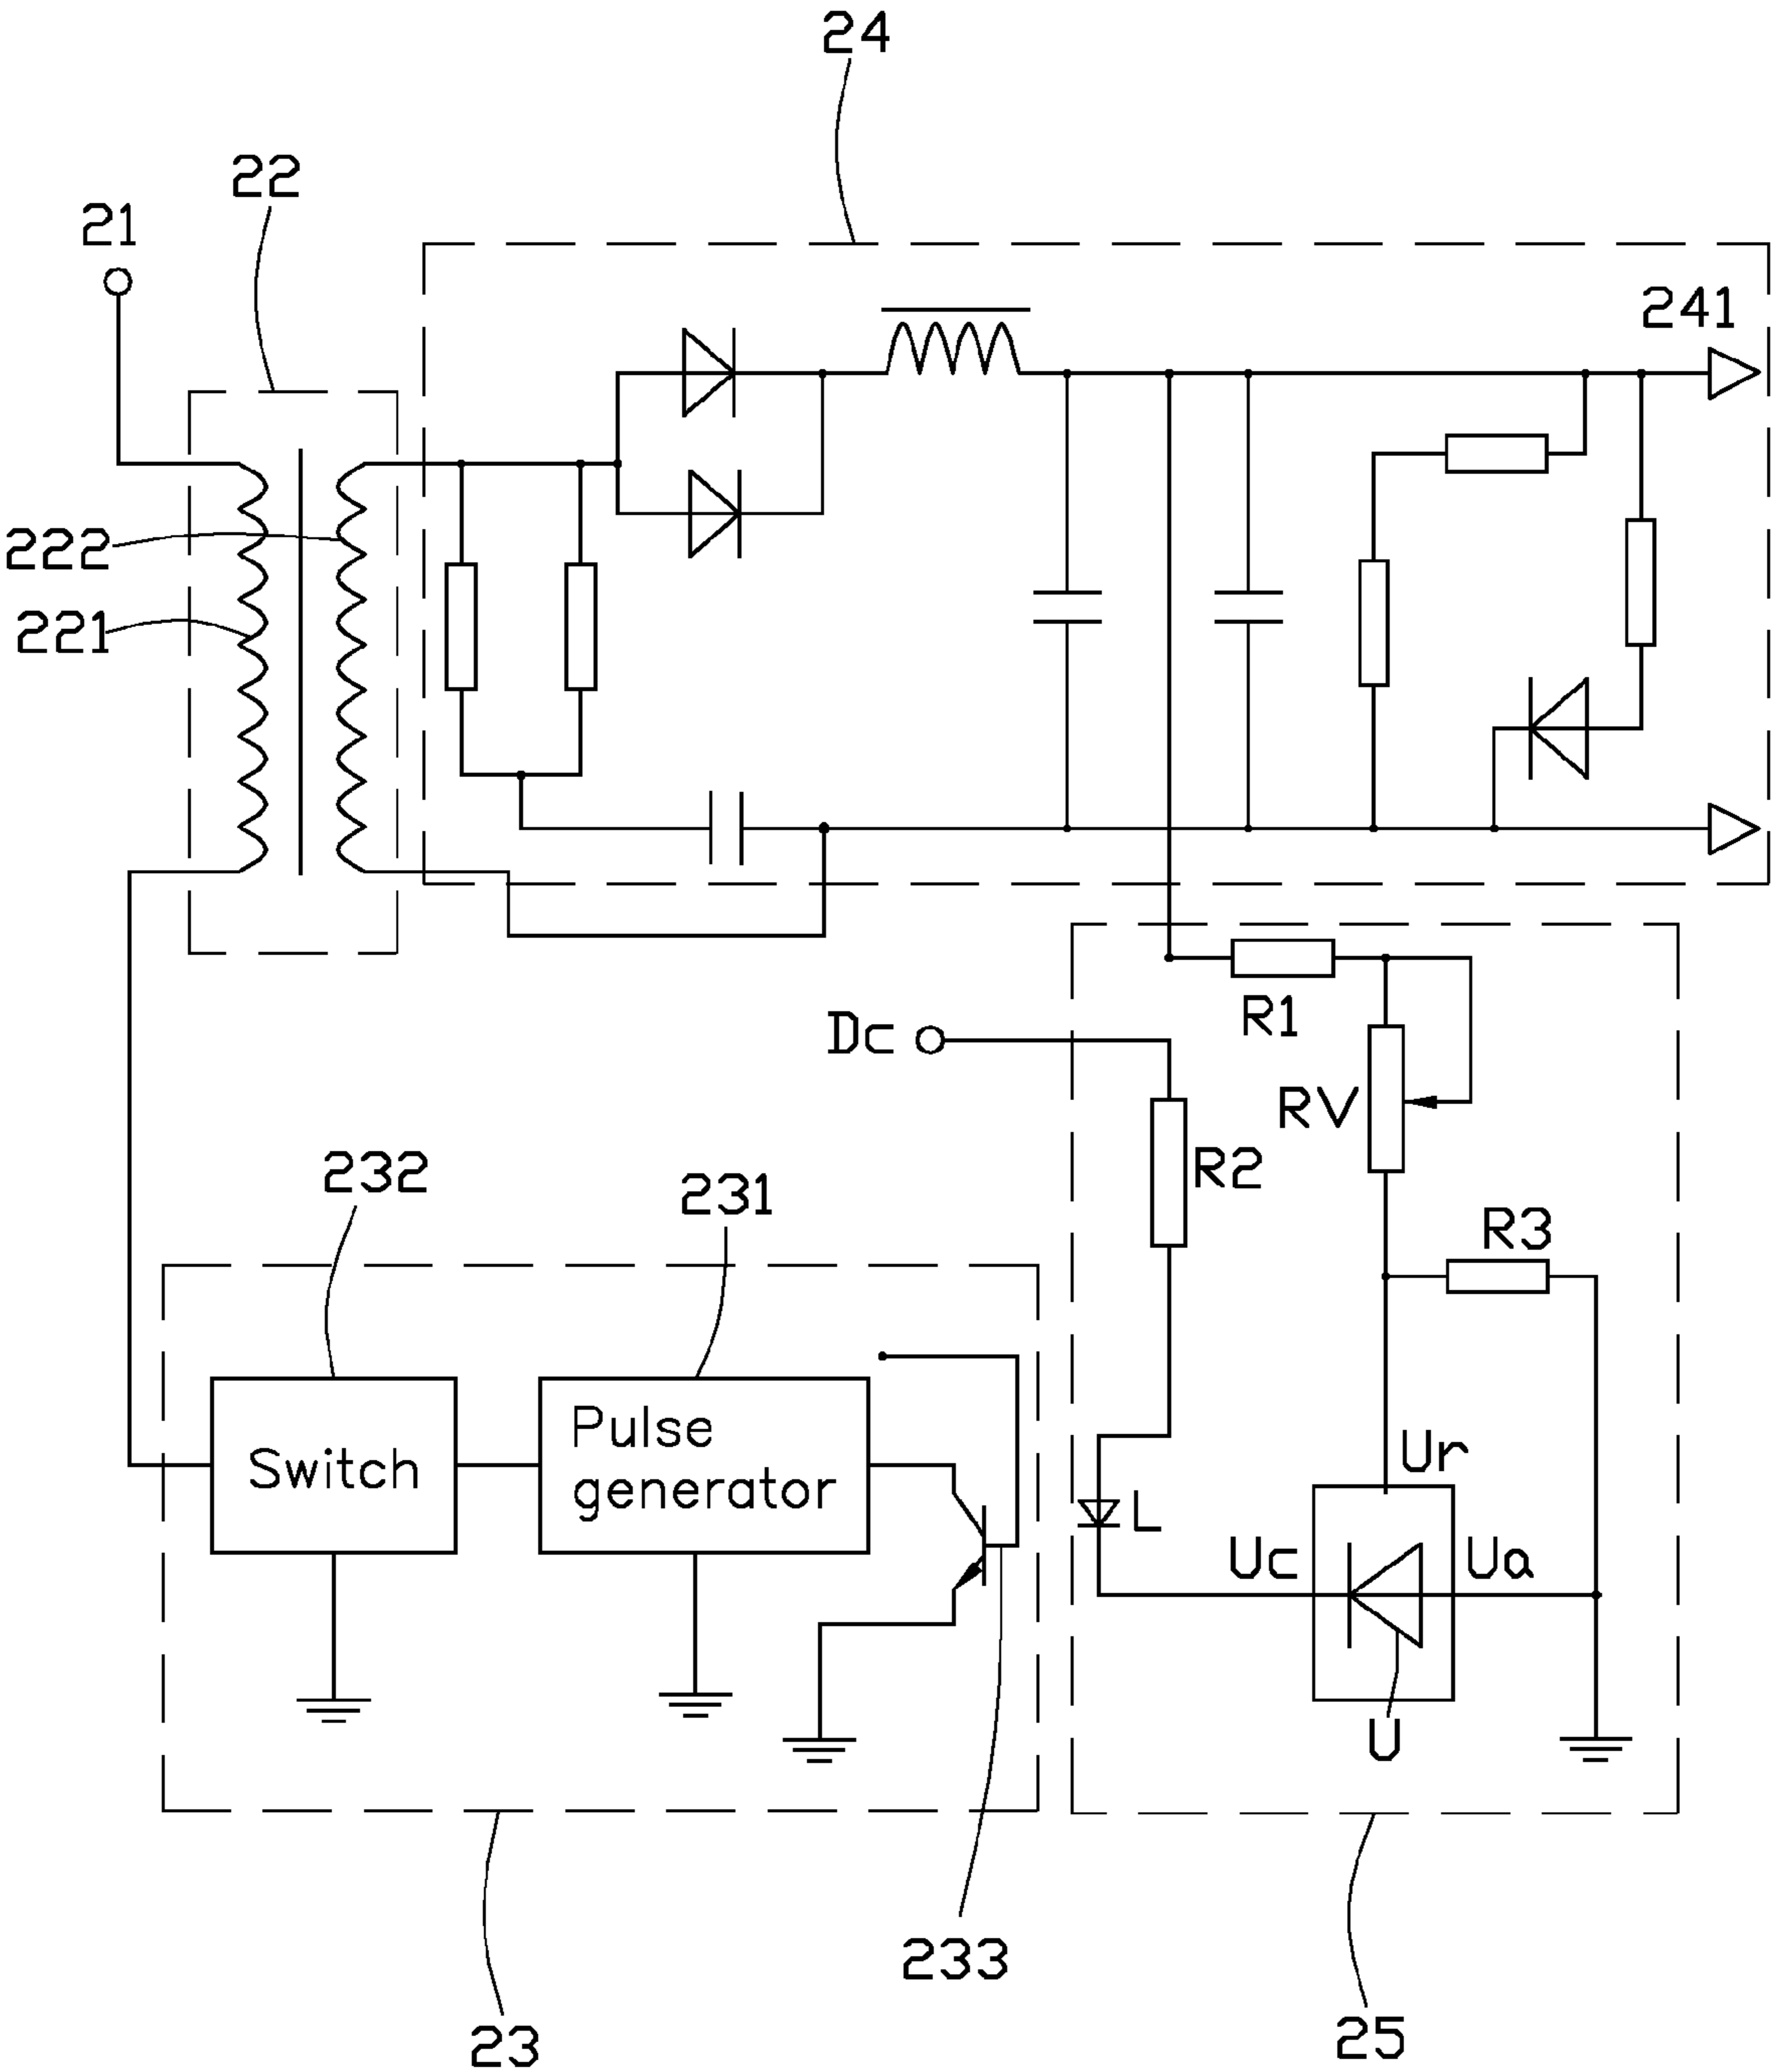 24
22
21
241
222
221
R1
Dc
RV
R2
232
231
R3
Pulse
generator
Switch
Ur
L
Uc
Ua
U
233
23
25